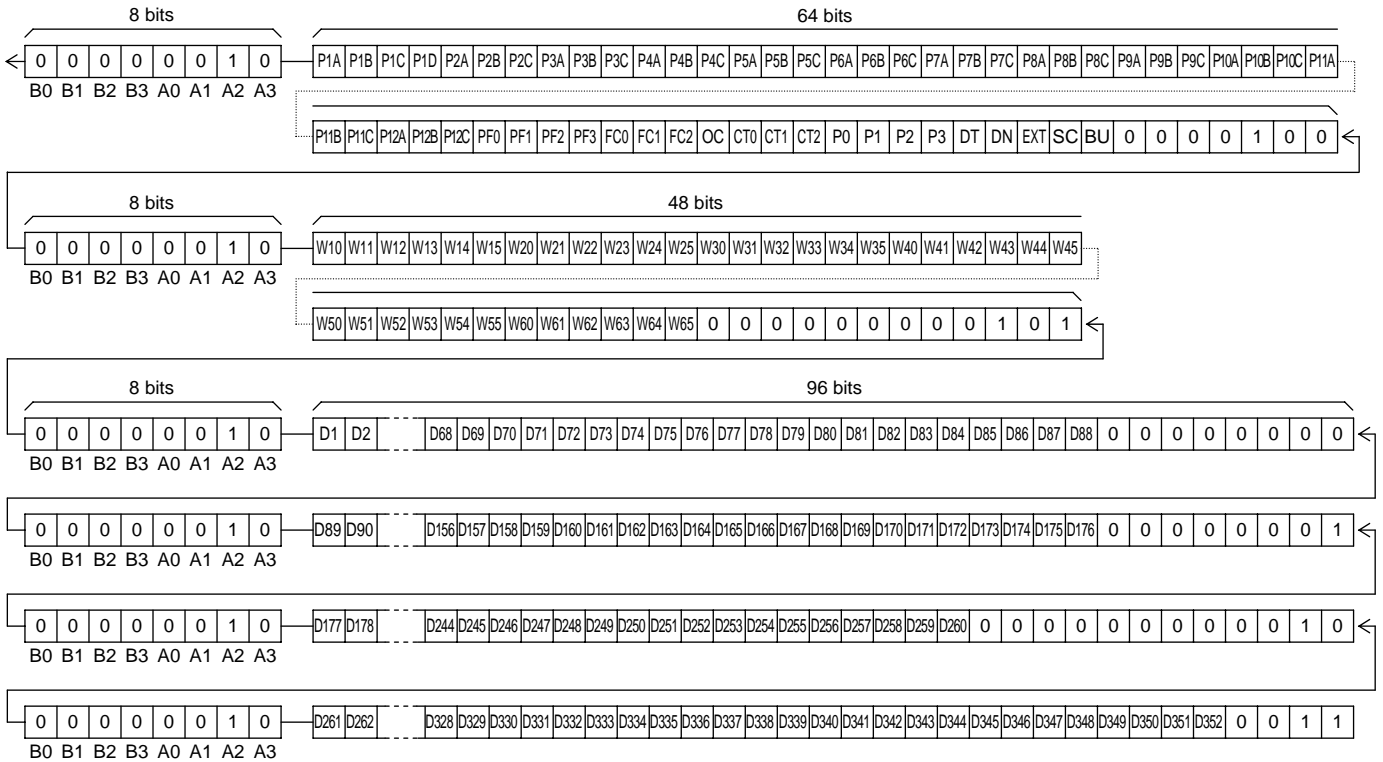 8 bits 64 bits
0 0 0 0 0 0 1 0 P1A P1B P1C P1D P2A P2B P2C P3A P3B P3C P4A P4B P4C P5A P5B P5C P6A P6B P6C P7A P7B P7C P8A P8B P8C P9A P9B P9C P10A P10B P10C P11A
B0 B1 B2 B3 A0 A1 A2 A3
P11B P11C P12A P12B P12C PF0 PF1 PF2 PF3 FC0 FC1 FC2 OC CT0 CT1 CT2 P0 P1 P2 P3 DT DN EXT SC BU 0 0 0 0 1 0 0
8 bits 48 bits
0 0 0 0 0 0 1 0 W10 W11 W12 W13 W14 W15 W20 W21 W22 W23 W24 W25 W30 W31 W32 W33 W34 W35 W40 W41 W42 W43 W44 W45
B0 B1 B2 B3 A0 A1 A2 A3
W50 W51 W52 W53 W54 W55 W60 W61 W62 W63 W64 W65 0 0 0 0 0 0 0 0 0 1 0 1
8 bits 96 bits
0 0 0 0 0 0 1 0 D1 D2 D68 D69 D70 D71 D72 D73 D74 D75 D76 D77 D78 D79 D80 D81 D82 D83 D84 D85 D86 D87 D88 0 0 0 0 0 0 0 0
B0 B1 B2 B3 A0 A1 A2 A3
0 0 0 0 0 0 1 0 D89 D90 D156 D157 D158 D159 D160 D161 D162 D163 D164 D165 D166 D167 D168 D169 D170 D171 D172 D173 D174 D175 D176 0 0 0 0 0 0 0 1
B0 B1 B2 B3 A0 A1 A2 A3
0 0 0 0 0 0 1 0 D177 D178 D244 D245 D246 D247 D248 D249 D250 D251 D252 D253 D254 D255 D256 D257 D258 D259 D260 0 0 0 0 0 0 0 0 0 0 1 0
B0 B1 B2 B3 A0 A1 A2 A3
0 0 0 0 0 0 1 0 D261 D262 D328 D329 D330 D331 D332 D333 D334 D335 D336 D337 D338 D339 D340 D341 D342 D343 D344 D345 D346 D347 D348 D349 D350 D351 D352 0 0 1 1
B0 B1 B2 B3 A0 A1 A2 A3